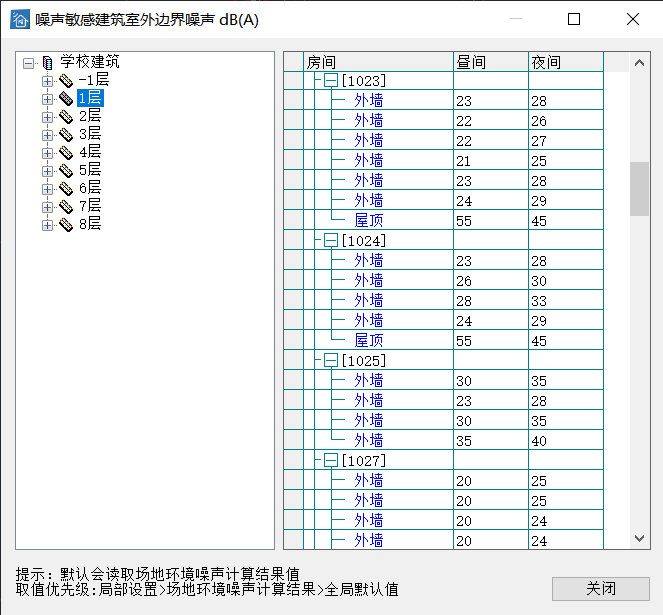 噪声敏感建筑室外边界噪声 dB(A)
学校建筑
-1层
1层
2层
3层
4层
5层
6层
7层
8层
房间 昼间 夜间
[1023]
外墙 23 28
外墙 22 26
外墙 22 27
外墙 21 25
外墙 23 28
外墙 24 29
屋顶 55 45
[1024]
外墙 23 28
外墙 26 30
外墙 28 33
外墙 24 29
屋顶 55 45
[1025]
外墙 30 35
外墙 23 28
外墙 30 35
外墙 35 40
[1027]
外墙 20 25
外墙 20 25
外墙 20 24
外墙 20 24
提示：默认会读取场地环境噪声计算结果值
取值优先级:局部设置>场地环境噪声计算结果>全局默认值
关闭